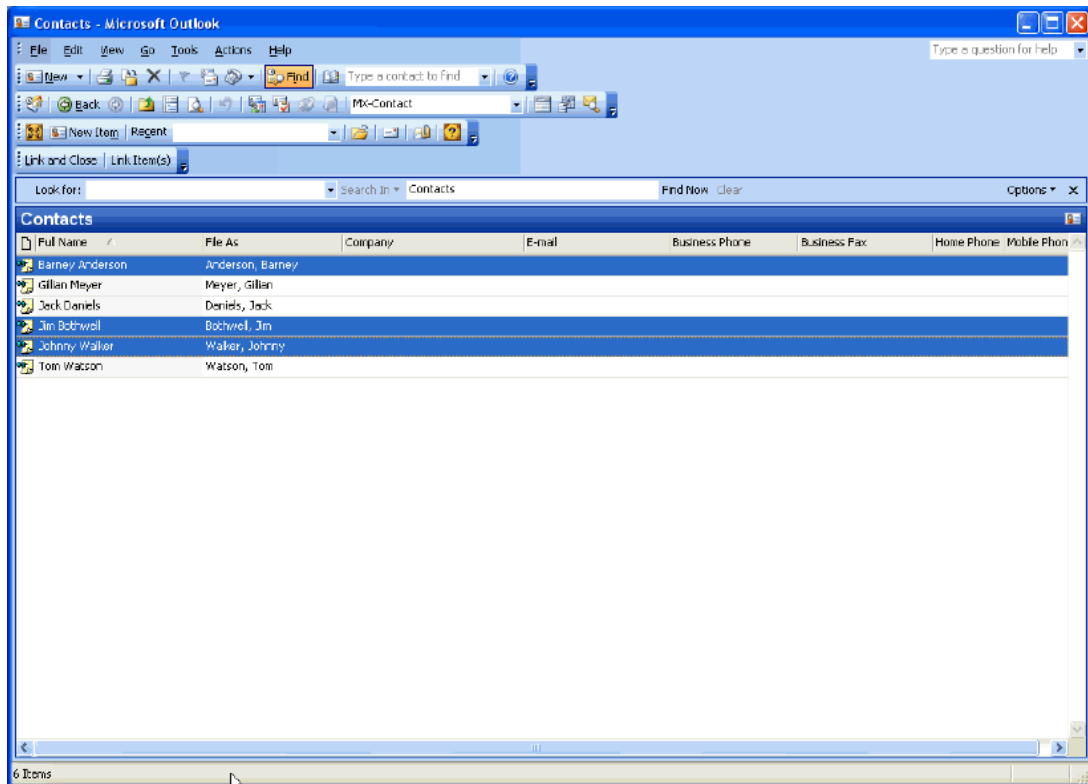 Contacts - Microsoft Outlook
File Edit View Go Tools Actions Help Type a question for help
New Find Type a contact to find
Back MX-Contact
New Item Recent
Link and Close Link Item(s)
Look for: Search In Contacts Find Now Clear Options
Contacts
Full Name File As Company E-mail Business Phone Business Fax Home Phone Mobile Phon
Barney Anderson Anderson, Barney
Gillian Meyer Meyer, Gillian
Jack Daniels Daniels, Jack
Jim Bothwell Bothwell, Jim
Johnny Walker Walker, Johnny
Tom Watson Watson, Tom
6 Items